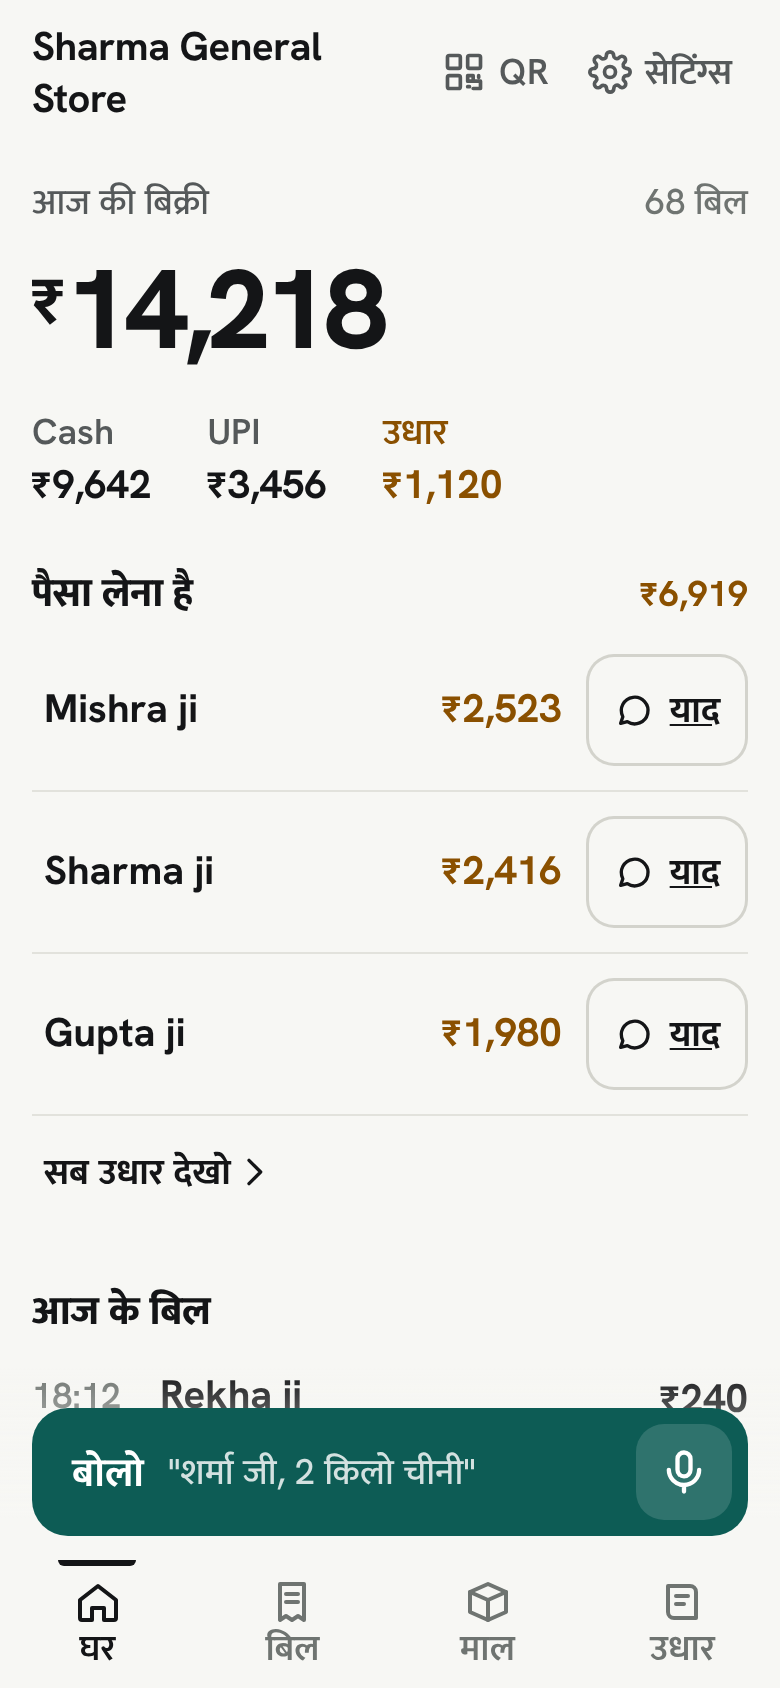 Sharma General
Store
QR
सेटिंग्स
आज की बिक्री
68 बिल
₹14,218
Cash
UPI
उधार
₹9,642
₹3,456
₹1,120
पैसा लेना है
₹6,919
Mishra ji
₹2,523
याद
Sharma ji
₹2,416
याद
Gupta ji
₹1,980
याद
सब उधार देखो
आज के बिल
18:12
Rekha ji
₹240
बोलो
"शर्मा जी, 2 किलो चीनी"
घर
बिल
माल
उधार